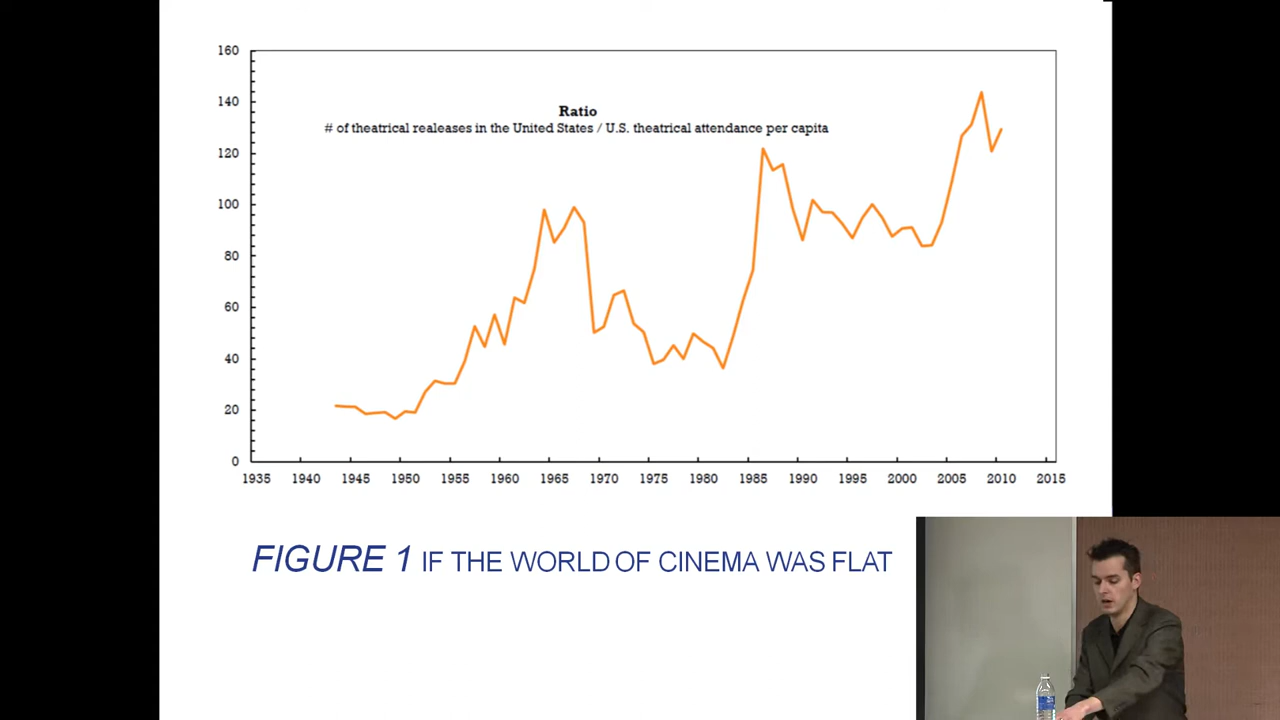 160
140
120
100
80
60
40
20
0
Ratio
# of theatrical realeases in the United States / U.S. theatrical attendance per capita
1935 1940 1945 1950 1955 1960 1965 1970 1975 1980 1985 1990 1995 2000 2005 2010 2015
FIGURE 1 IF THE WORLD OF CINEMA WAS FLAT